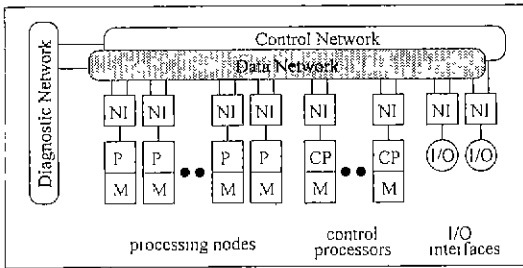 Diagnostic Network
Control Network
Data Network
NI NI NI NI NI NI NI NI
P P P P CP CP I/O I/O
M M M M M M
processing nodes
control
processors
I/O
interfaces